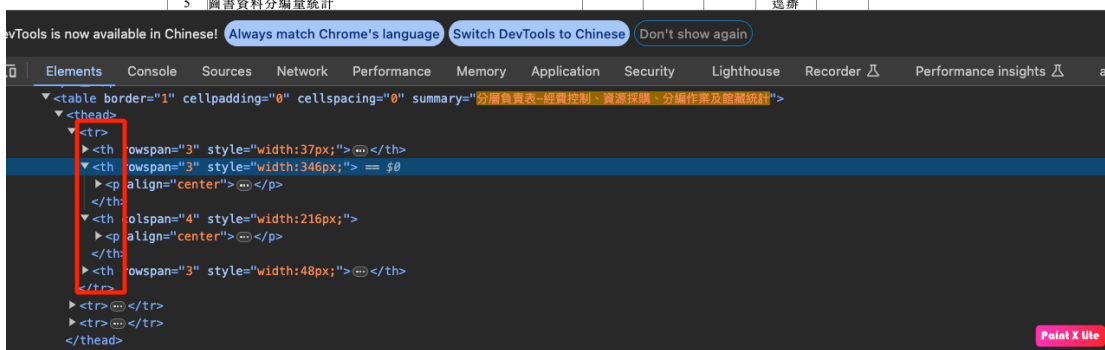 5 圖書資料分編量統計 逕辦
vTools is now available in Chinese! Always match Chrome's language Switch DevTools to Chinese Don't show again
Elements Console Sources Network Performance Memory Application Security Lighthouse Recorder Performance insights a
▼<table border="1" cellpadding="0" cellspacing="0" summary="分層負責表—經費控制、資源採購、分編作業及館藏統計">
▼<thead>
▼<tr>
▶<th rowspan="3" style="width:37px;">…</th>
▼<th rowspan="3" style="width:346px;"> == $0
▶<p align="center">…</p>
</th>
▼<th colspan="4" style="width:216px;">
▶<p align="center">…</p>
</th>
▶<th rowspan="3" style="width:48px;">…</th>
</tr>
▶<tr>…</tr>
▶<tr>…</tr>
</thead>
Paint X Lite